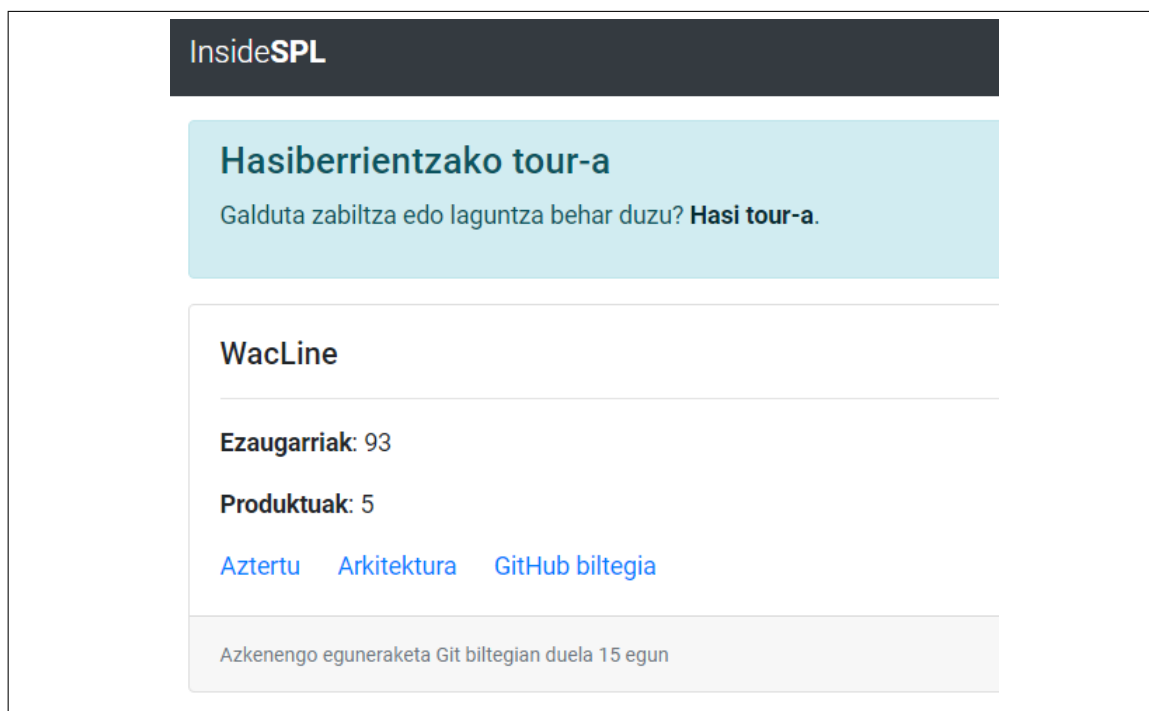 InsideSPL
Hasiberrientzako tour-a
Galduta zabiltza edo laguntza behar duzu? Hasi tour-a.
WacLine
Ezaugarriak: 93
Produktuak: 5
Aztertu Arkitektura GitHub biltegia
Azkenengo eguneraketa Git biltegian duela 15 egun